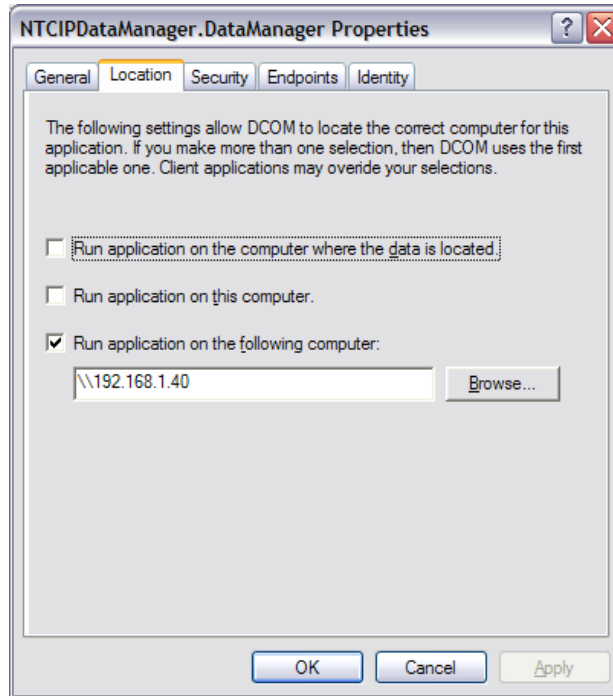 NTCIPDataManager.DataManager Properties
General Location Security Endpoints Identity
The following settings allow DCOM to locate the correct computer for this
application. If you make more than one selection, then DCOM uses the first
applicable one. Client applications may overide your selections.
Run application on the computer where the data is located.
Run application on this computer.
Run application on the following computer:
\\192.168.1.40 Browse...
OK Cancel Apply